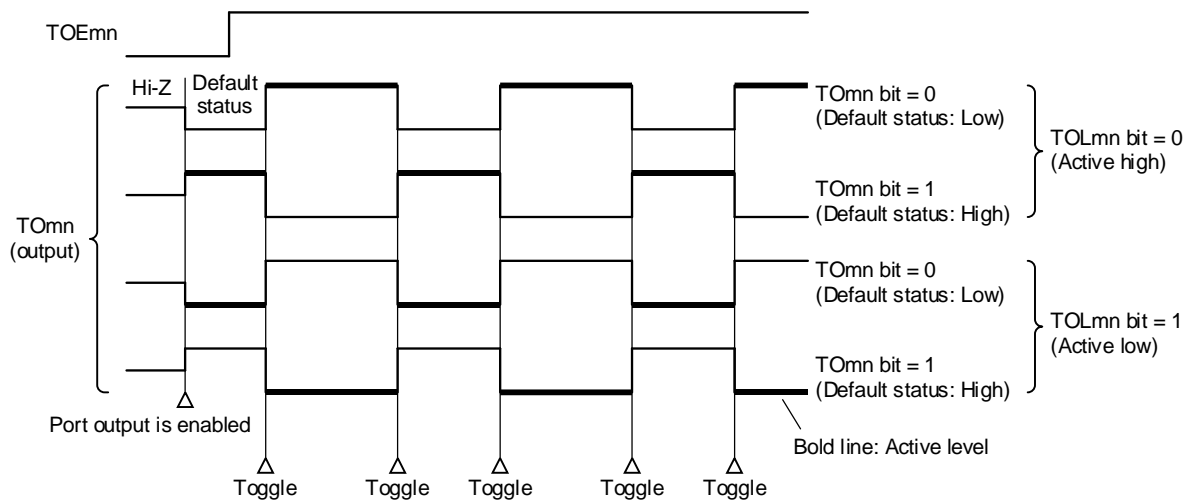 TOEmn
Hi-Z
Default
status
TOmn
(output)
TOmn bit = 0
(Default status: Low)
TOmn bit = 1
(Default status: High)
TOLmn bit = 0
(Active high)
TOmn bit = 0
(Default status: Low)
TOmn bit = 1
(Default status: High)
TOLmn bit = 1
(Active low)
Port output is enabled
Bold line: Active level
Toggle Toggle Toggle Toggle Toggle